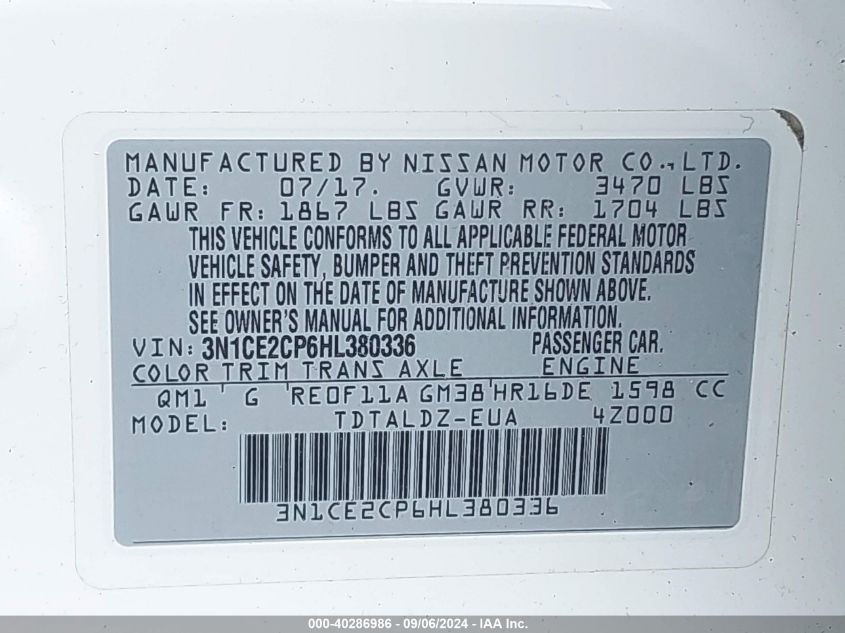 MANUFACTURED BY NISSAN MOTOR CO., LTD.
DATE: 07/17. GVWR: 3470 LBS
GAWR FR: 1867 LBS GAWR RR: 1704 LBS
THIS VEHICLE CONFORMS TO ALL APPLICABLE FEDERAL MOTOR
VEHICLE SAFETY, BUMPER AND THEFT PREVENTION STANDARDS
IN EFFECT ON THE DATE OF MANUFACTURE SHOWN ABOVE.
SEE OWNER'S MANUAL FOR ADDITIONAL INFORMATION.
VIN: 3N1CE2CP6HL380336 PASSENGER CAR.
COLOR TRIM TRANS AXLE ENGINE
QM1 G RE0F11A GM38 HR16DE 1598 CC
MODEL: TDTALDZ-EUA 4Z000
3N1CE2CP6HL380336
000-40286986 - 09/06/2024 - IAA Inc.